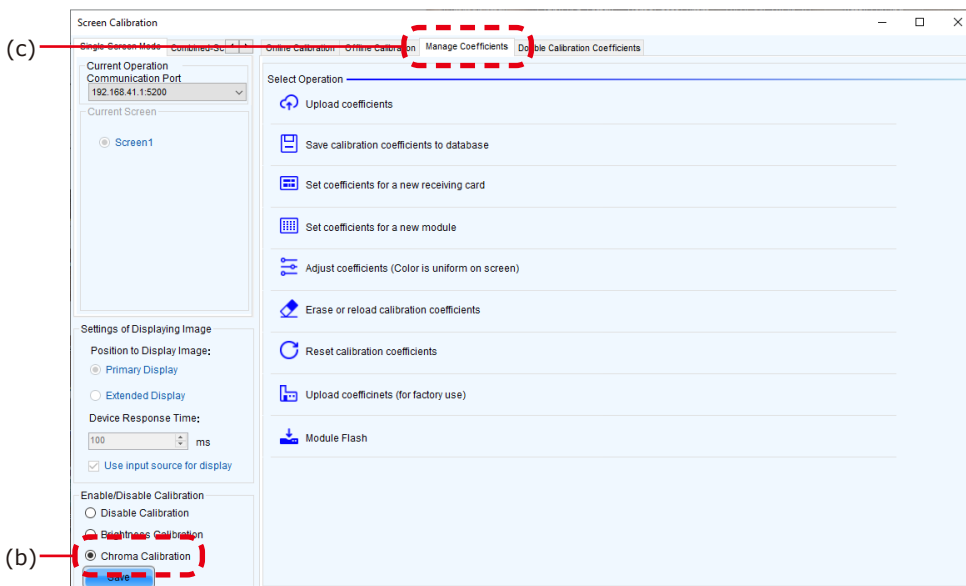 Screen Calibration
(c)
Single-Screen Mode Combined-Sc
Online Calibration Offline Calibration Manage Coefficients Double Calibration Coefficients
Current Operation
Communication Port
192.168.41.1:5200
Current Screen
Screen1
Select Operation
Upload coefficients
Save calibration coefficients to database
Set coefficients for a new receiving card
Set coefficients for a new module
Adjust coefficients (Color is uniform on screen)
Erase or reload calibration coefficients
Reset calibration coefficients
Upload coefficinets (for factory use)
Module Flash
Settings of Displaying Image
Position to Display Image:
Primary Display
Extended Display
Device Response Time:
100 ms
Use input source for display
Enable/Disable Calibration
Disable Calibration
Brightness Calibration
(b)
Chroma Calibration
Save